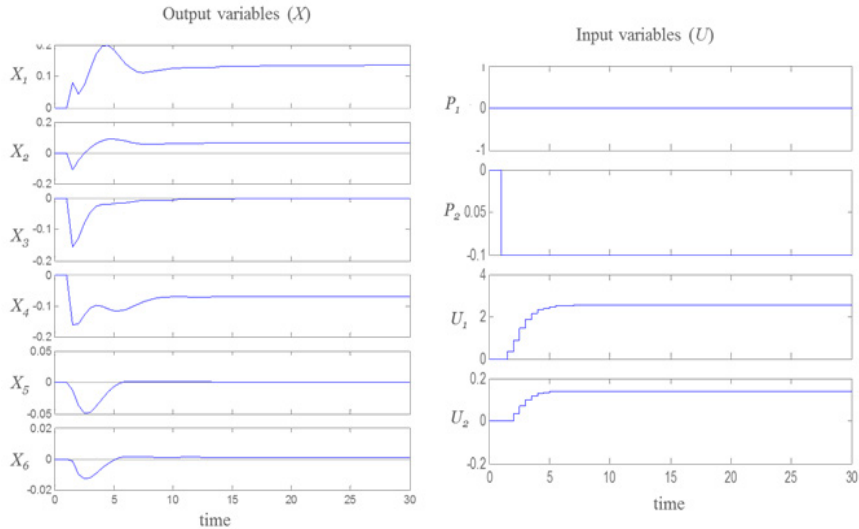 Output variables (X)
X1
0.2
0.1
0
X2
0.2
0
-0.2
X3
0
-0.1
-0.2
X4
0
-0.1
-0.2
X5
0.05
0
-0.05
X6
0.02
0
-0.02
0 5 10 15 20 25 30
time
Input variables (U)
P1
1
0
-1
P2
0
0.05
-0.1
U1
4
2
0
U2
0.2
0
-0.2
0 5 10 15 20 25 30
time